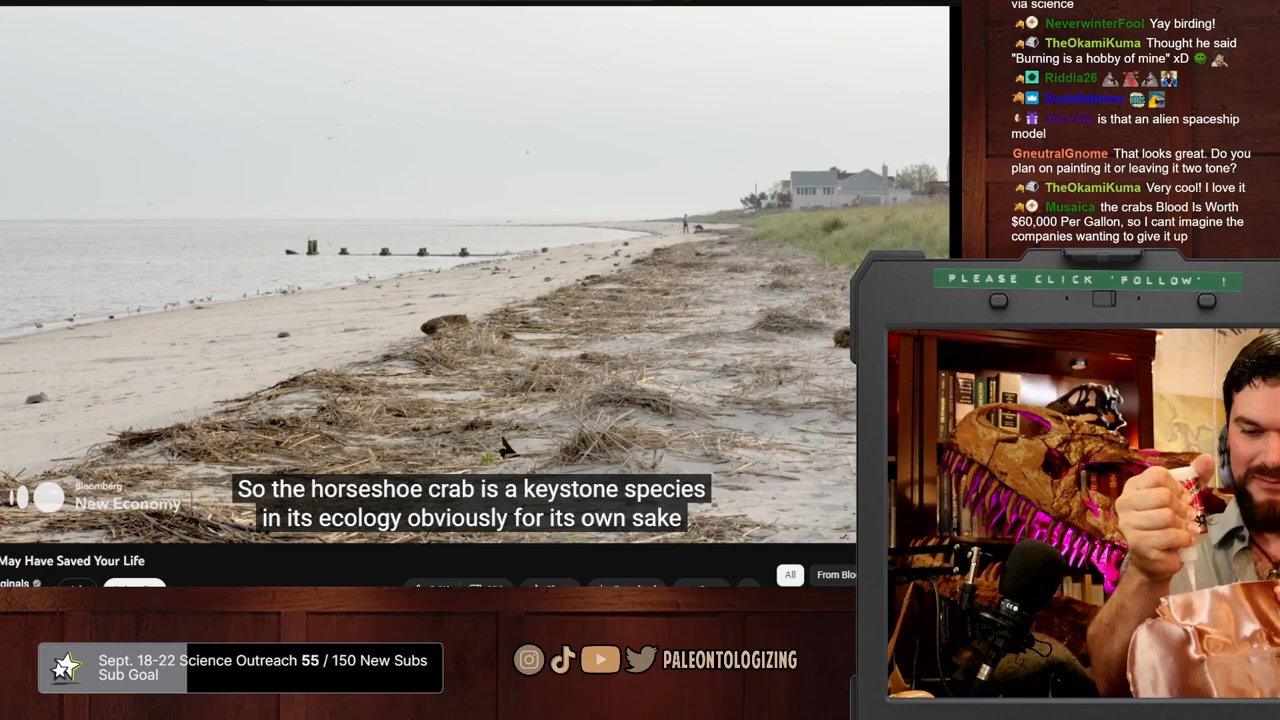 via science
NeverwinterFool Yay birding!
TheOkamiKuma Thought he said
"Burning is a hobby of mine" xD
Riddla26
DuckAdmirer
is that an alien spaceship
model
GneutralGnome That looks great. Do you
plan on painting it or leaving it two tone?
TheOkamiKuma Very cool! I love it
Musaica the crabs Blood Is Worth
$60,000 Per Gallon, so I cant imagine the
companies wanting to give it up
PLEASE CLICK "FOLLOW" !
Bloomberg
New Economy
So the horseshoe crab is a keystone species
in its ecology obviously for its own sake
May Have Saved Your Life
ginals
All
From Blo
Sept. 18-22 Science Outreach 55 / 150 New Subs
Sub Goal
PALEONTOLOGIZING